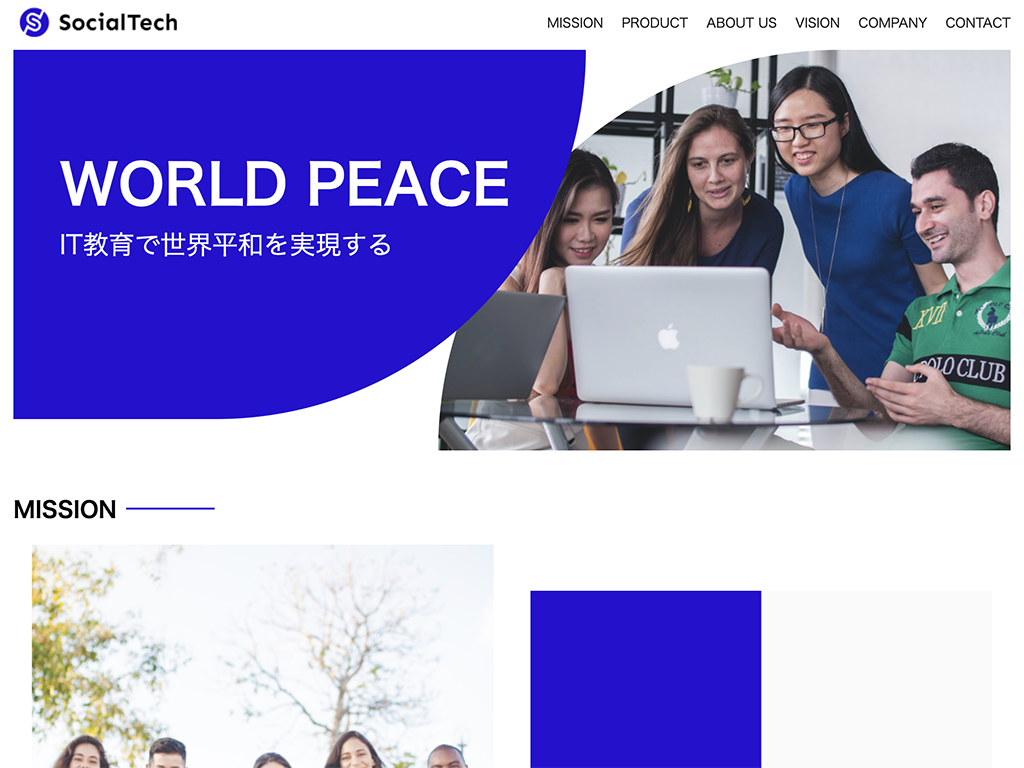 SocialTech
MISSION PRODUCT ABOUT US VISION COMPANY CONTACT
WORLD PEACE
IT教育で世界平和を実現する
XVII
POLO CLUB
MISSION